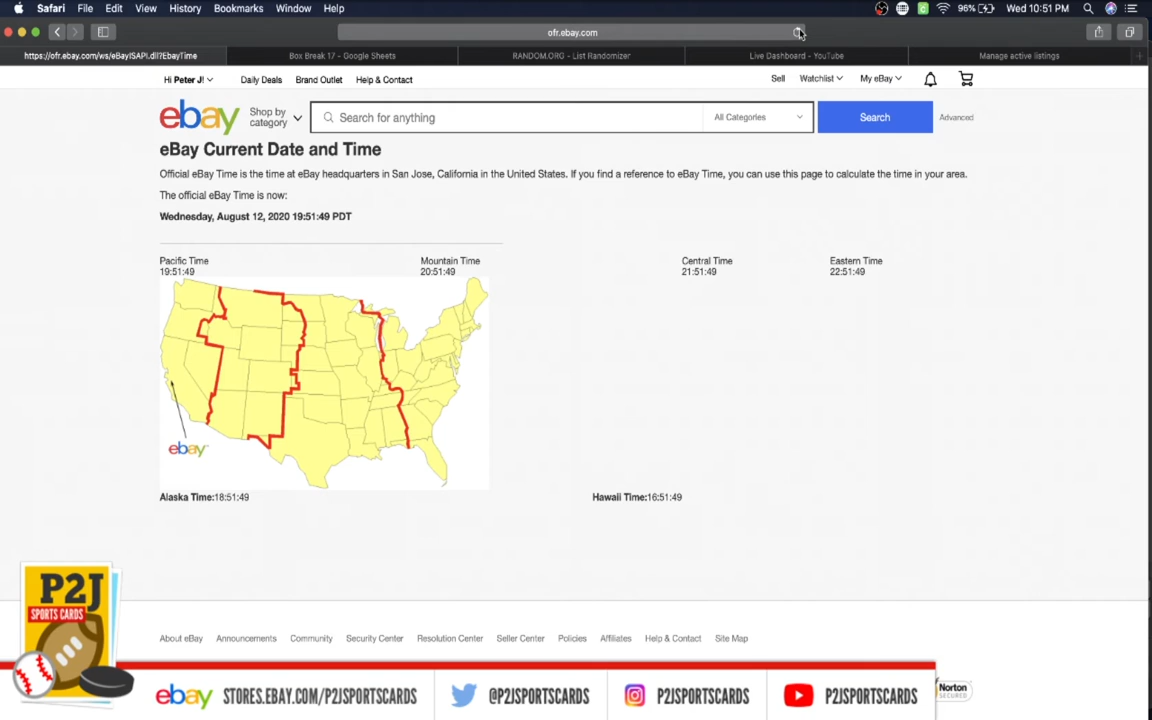 Safari File Edit View History Bookmarks Window Help 96% Wed 10:51 PM
ofr.ebay.com
https://ofr.ebay.com/ws/eBayISAPI.dll?EbayTime Box Break 17 - Google Sheets RANDOM.ORG - List Randomizer Live Dashboard - YouTube Manage active listings
Hi Peter J! Daily Deals Brand Outlet Help & Contact Sell Watchlist My eBay
ebay Shop by category Search for anything All Categories Search Advanced
eBay Current Date and Time
Official eBay Time is the time at eBay headquarters in San Jose, California in the United States. If you find a reference to eBay Time, you can use this page to calculate the time in your area.
The official eBay Time is now:
Wednesday, August 12, 2020 19:51:49 PDT
Pacific Time Mountain Time Central Time Eastern Time
19:51:49 20:51:49 21:51:49 22:51:49
ebay
Alaska Time:18:51:49 Hawaii Time:16:51:49
P2J
SPORTS CARDS
About eBay Announcements Community Security Center Resolution Center Seller Center Policies Affiliates Help & Contact Site Map
ebay STORES.EBAY.COM/P2JSPORTSCARDS @P2JSPORTSCARDS P2JSPORTSCARDS P2JSPORTSCARDS
Norton
SECURED